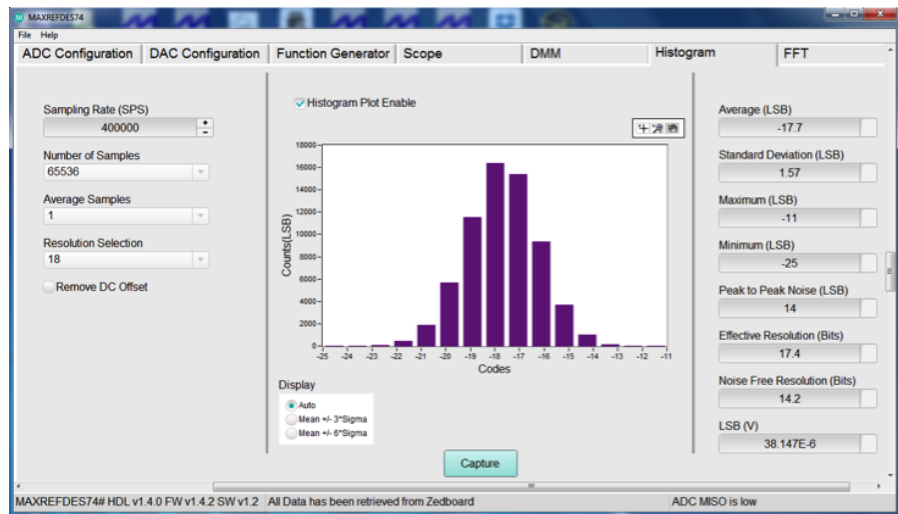 MAXREFDES74
File Help
ADC Configuration DAC Configuration Function Generator Scope DMM Histogram FFT
Sampling Rate (SPS)
400000
Number of Samples
65536
Average Samples
1
Resolution Selection
18
Remove DC Offset
Histogram Plot Enable
18000
16000
14000
12000
10000
8000
6000
4000
2000
0
Counts(LSB)
-25 -24 -23 -22 -21 -20 -19 -18 -17 -16 -15 -14 -13 -12 -11
Codes
Display
Auto
Mean +/- 3*Sigma
Mean +/- 6*Sigma
Capture
Average (LSB)
-17.7
Standard Deviation (LSB)
1.57
Maximum (LSB)
-11
Minimum (LSB)
-25
Peak to Peak Noise (LSB)
14
Effective Resolution (Bits)
17.4
Noise Free Resolution (Bits)
14.2
LSB (V)
38.147E-6
MAXREFDES74# HDL v1.4.0 FW v1.4.2 SW v1.2 All Data has been retrieved from Zedboard ADC MISO is low